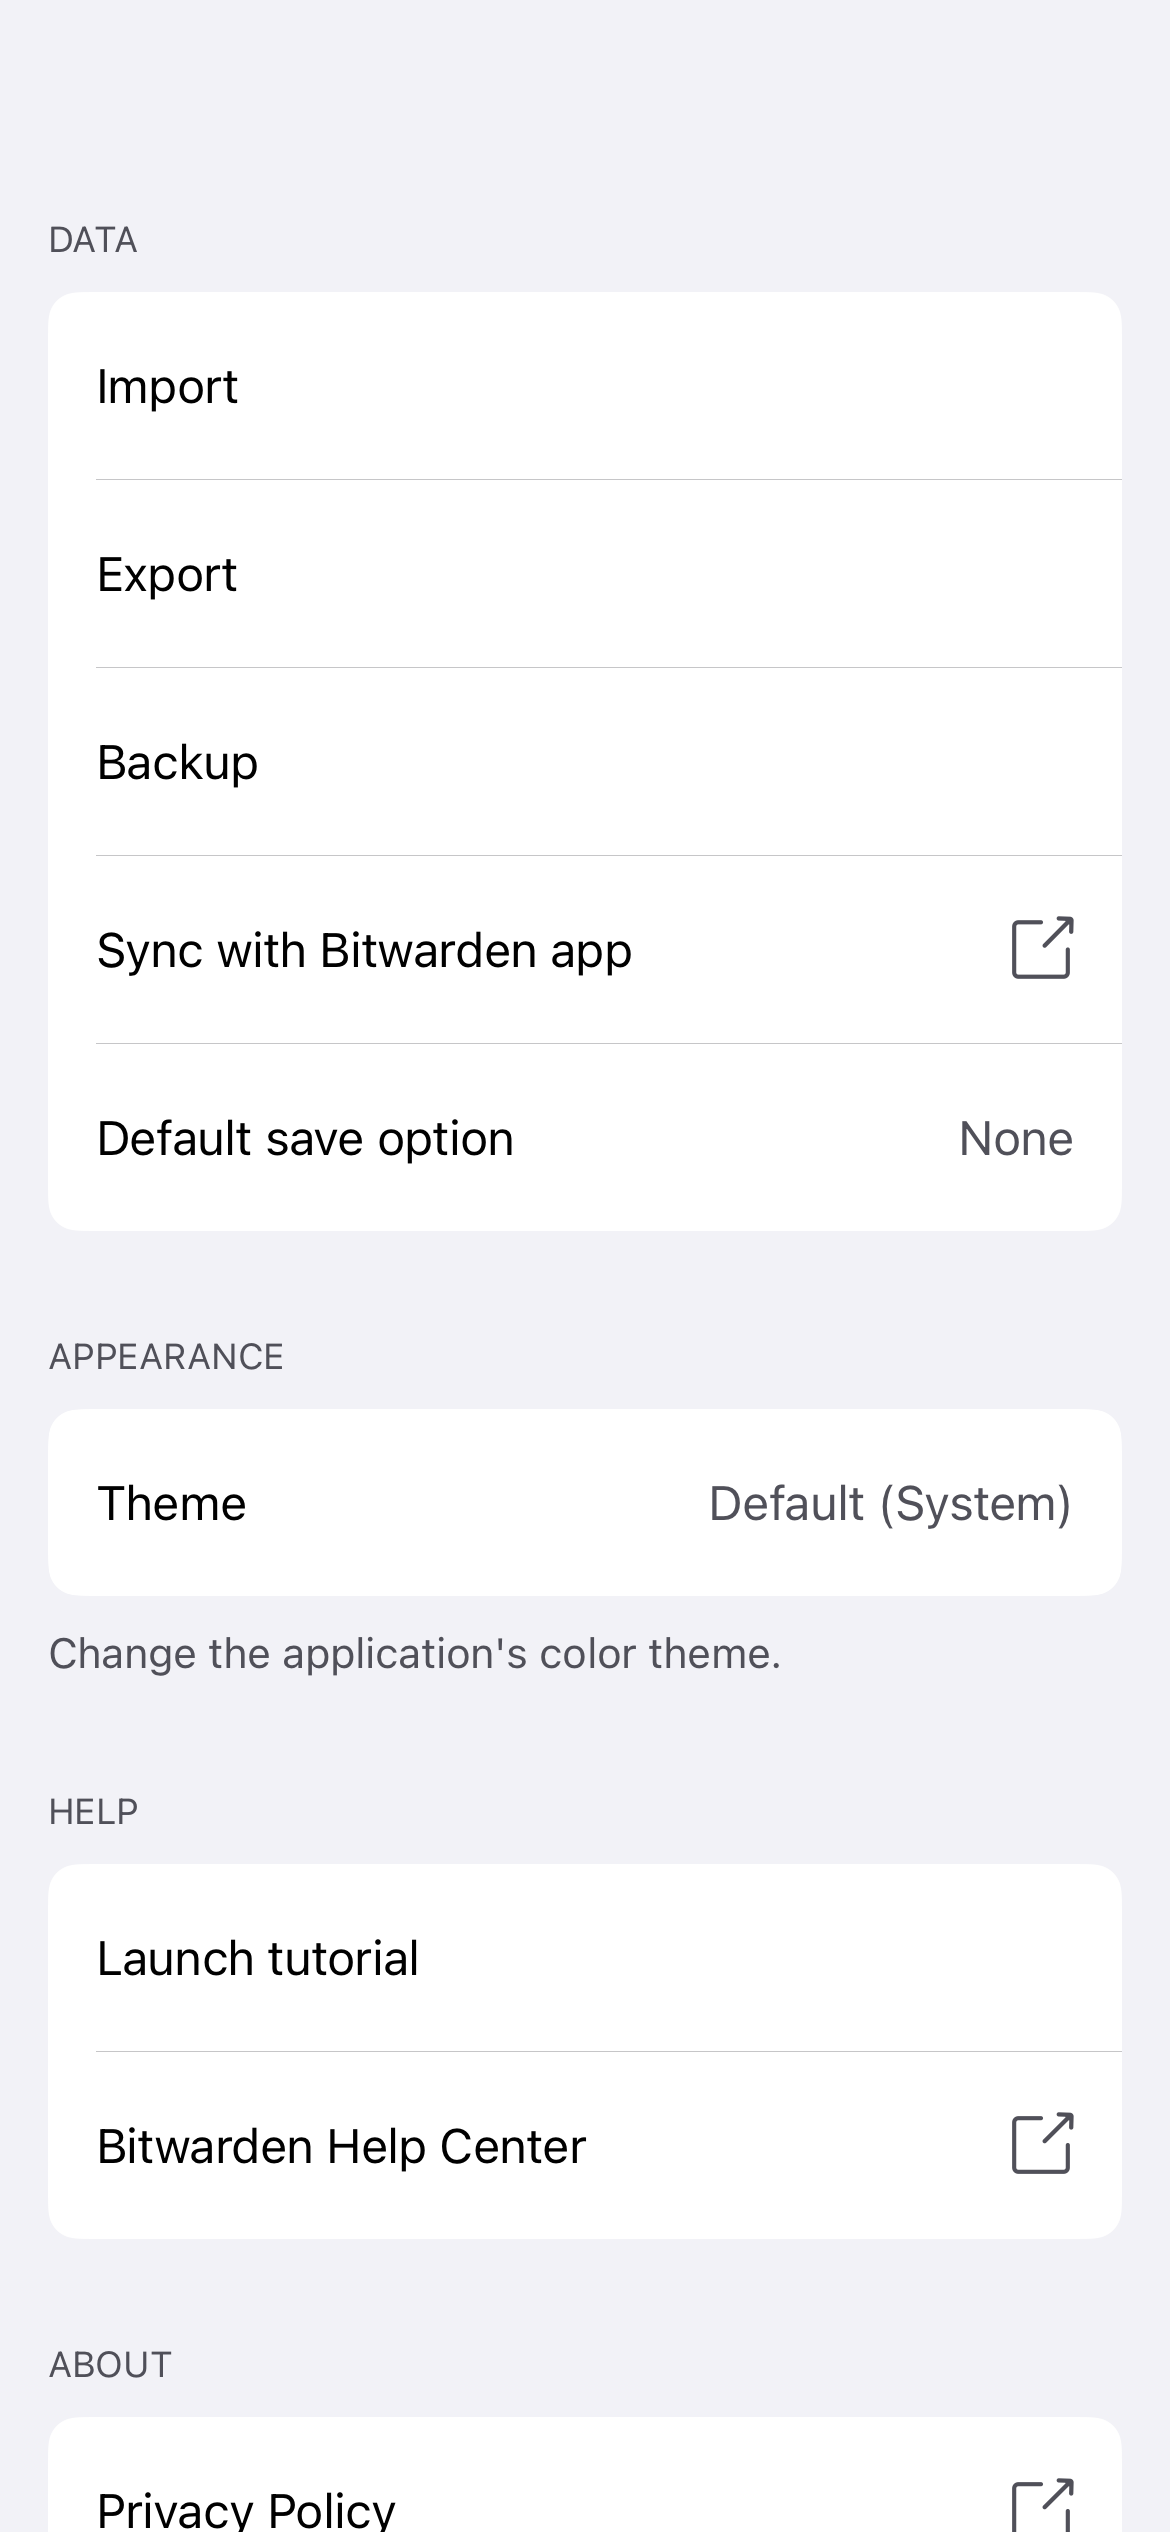 DATA
Import
Export
Backup
Sync with Bitwarden app
Default save option None
APPEARANCE
Theme Default (System)
Change the application's color theme.
HELP
Launch tutorial
Bitwarden Help Center
ABOUT
Privacy Policy